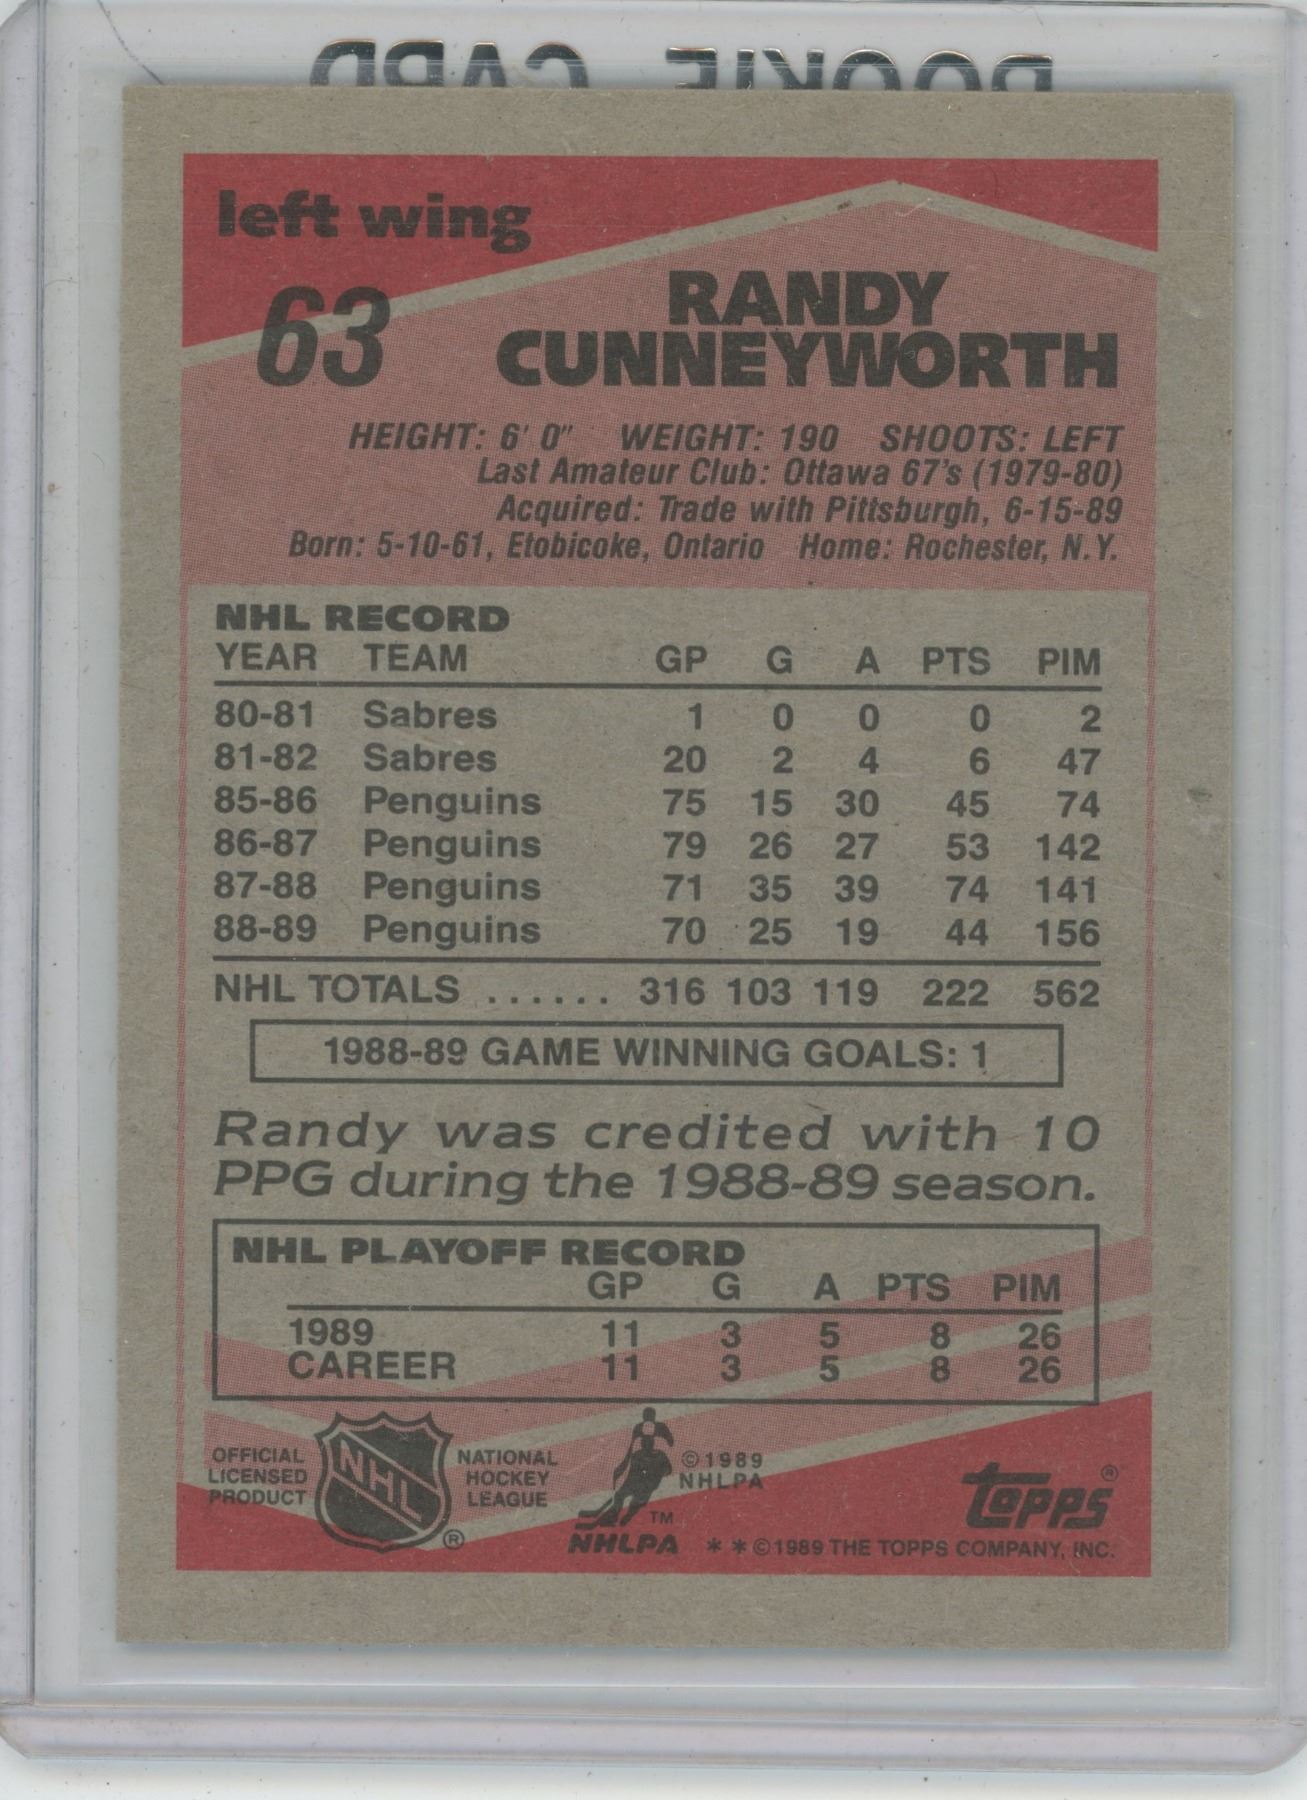 ROOKIE CARD
left wing
63
RANDY
CUNNEYWORTH
HEIGHT: 6' 0" WEIGHT: 190 SHOOTS: LEFT
Last Amateur Club: Ottawa 67's (1979-80)
Acquired: Trade with Pittsburgh, 6-15-89
Born: 5-10-61, Etobicoke, Ontario Home: Rochester, N.Y.
NHL RECORD
YEAR TEAM GP G A PTS PIM
80-81 Sabres 1 0 0 0 2
81-82 Sabres 20 2 4 6 47
85-86 Penguins 75 15 30 45 74
86-87 Penguins 79 26 27 53 142
87-88 Penguins 71 35 39 74 141
88-89 Penguins 70 25 19 44 156
NHL TOTALS ...... 316 103 119 222 562
1988-89 GAME WINNING GOALS: 1
Randy was credited with 10
PPG during the 1988-89 season.
NHL PLAYOFF RECORD
GP G A PTS PIM
1989 11 3 5 8 26
CAREER 11 3 5 8 26
OFFICIAL
LICENSED
PRODUCT
NHL
®
NATIONAL
HOCKEY
LEAGUE
TM
NHLPA
©1989
NHLPA
Topps®
* * ©1989 THE TOPPS COMPANY, INC.